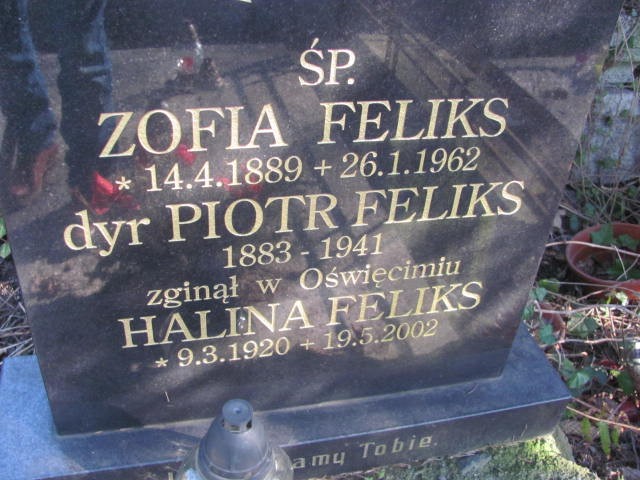 ŚP.
ZOFIA FELIKS
* 14.4.1889 + 26.1.1962
dyr PIOTR FELIKS
1883 - 1941
zginął w Oświęcimiu
HALINA FELIKS
* 9.3.1920 + 19.5.2002
Tobie.